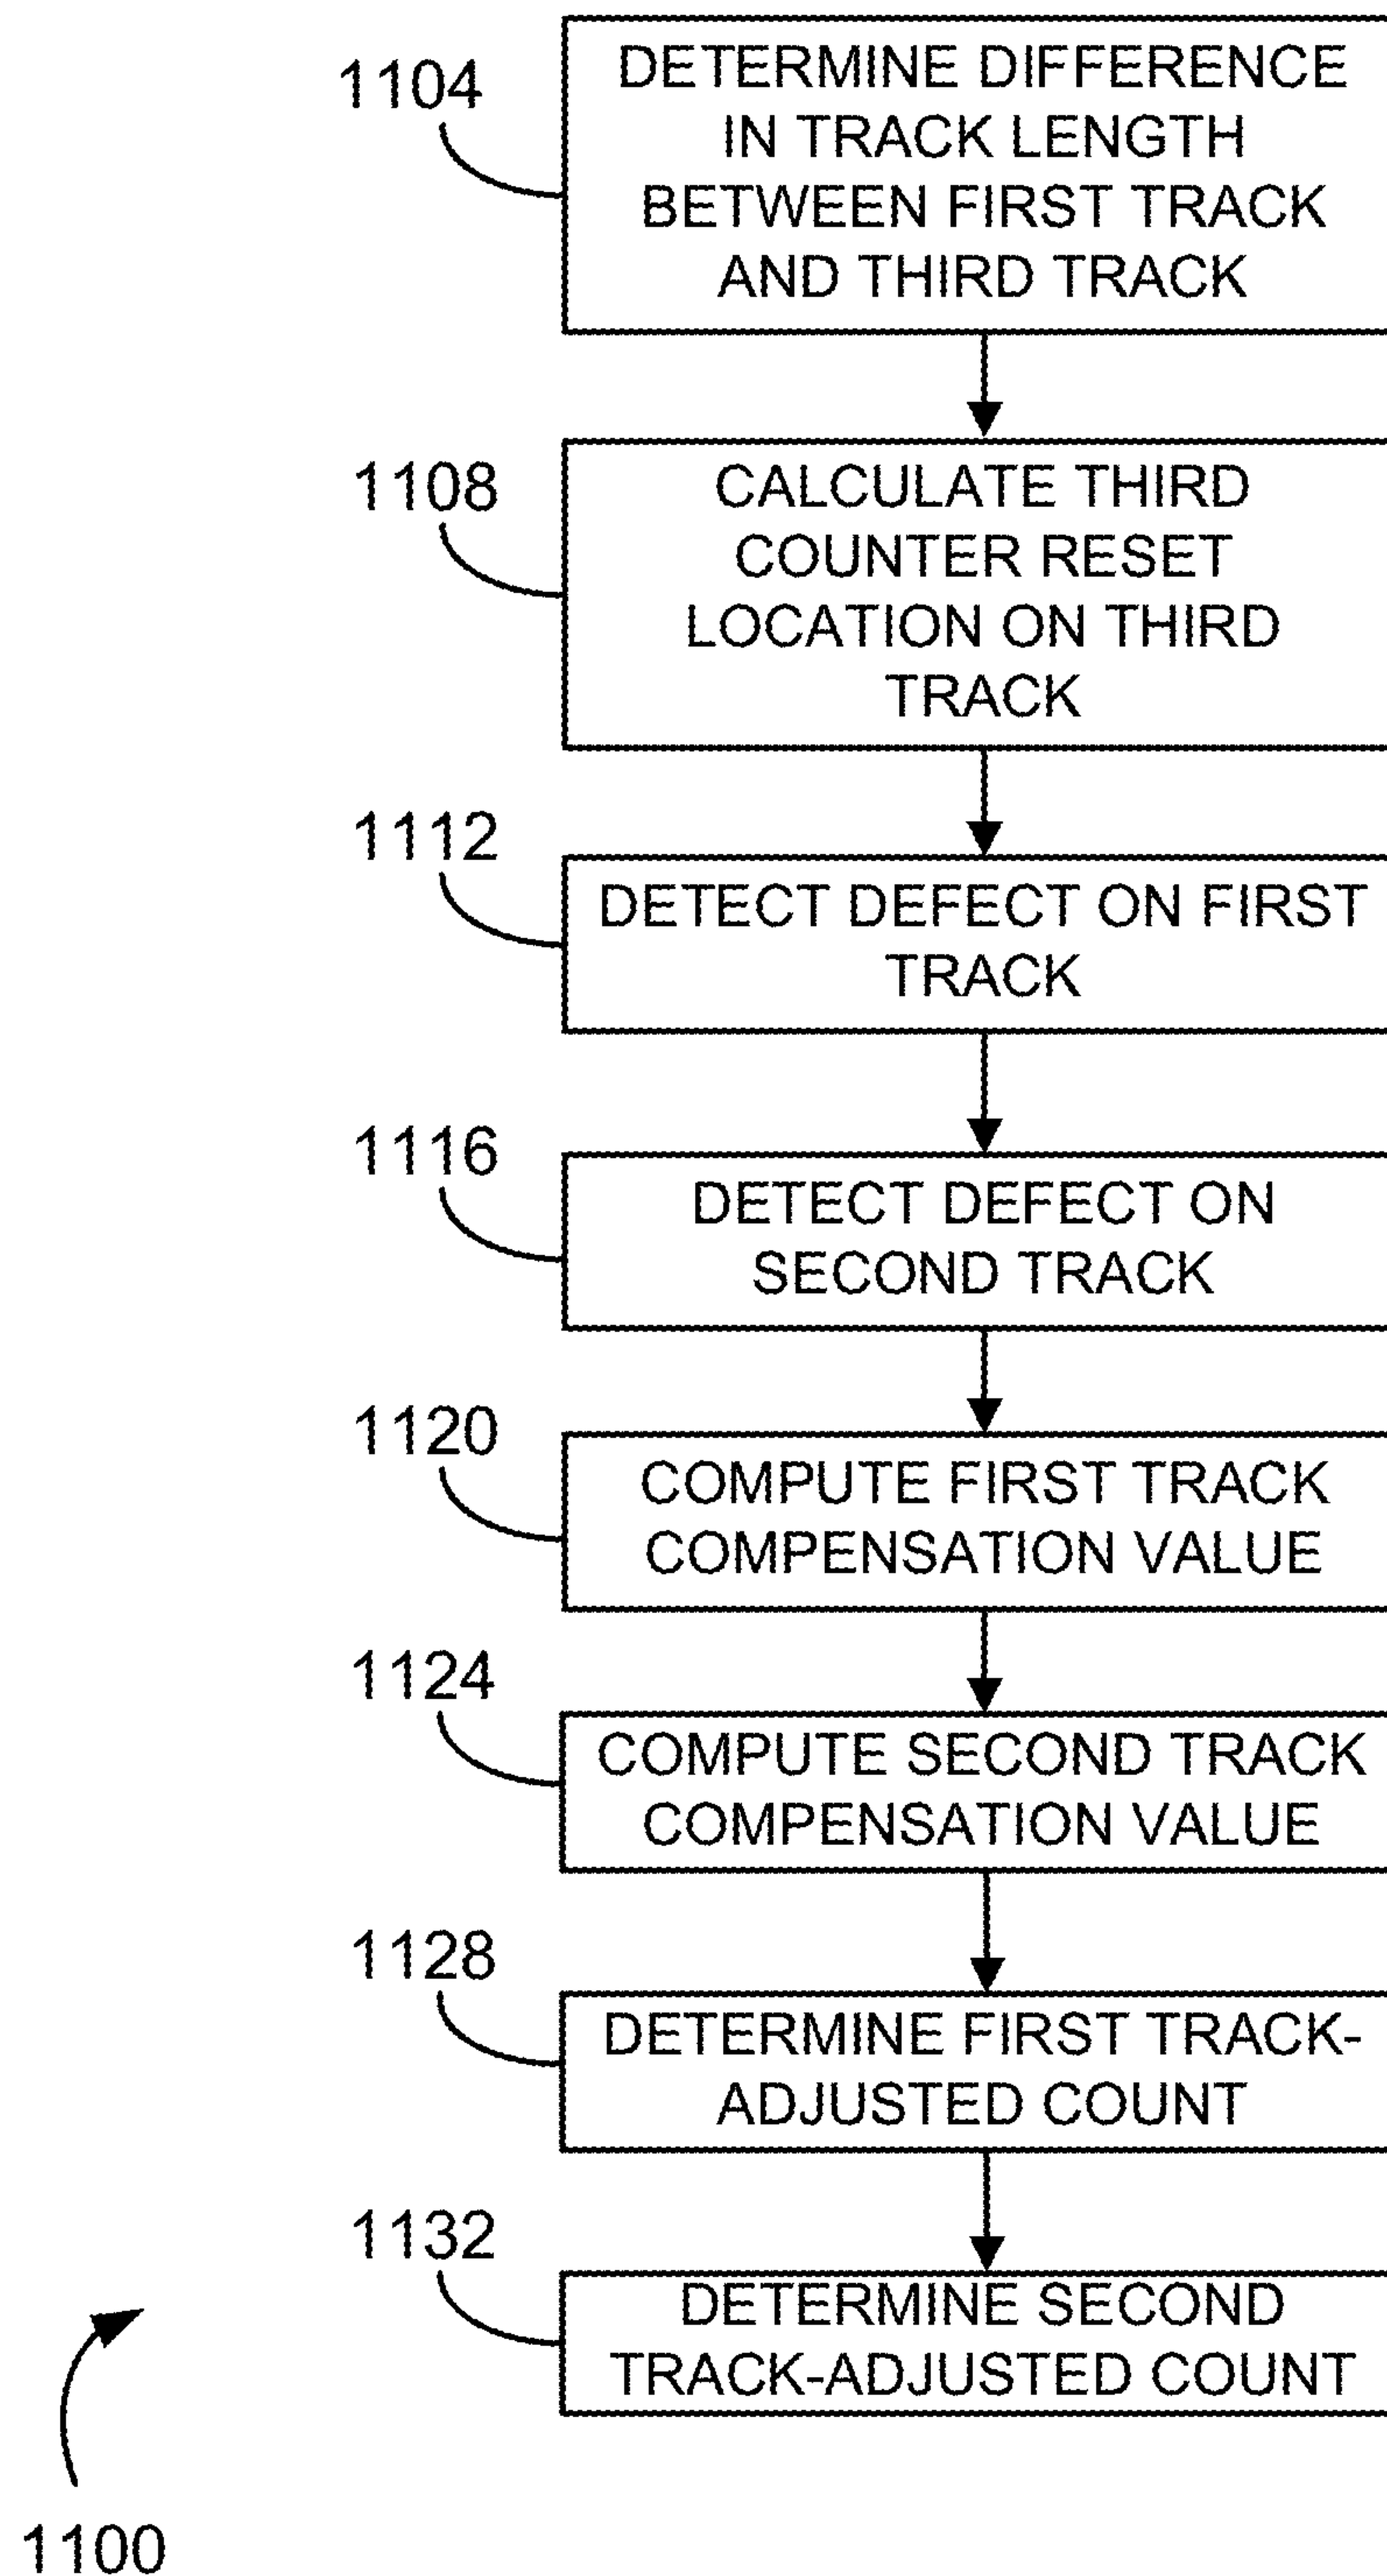 1104
DETERMINE DIFFERENCE
IN TRACK LENGTH
BETWEEN FIRST TRACK
AND THIRD TRACK
1108
CALCULATE THIRD
COUNTER RESET
LOCATION ON THIRD
TRACK
1112
DETECT DEFECT ON FIRST
TRACK
1116
DETECT DEFECT ON
SECOND TRACK
1120
COMPUTE FIRST TRACK
COMPENSATION VALUE
1124
COMPUTE SECOND TRACK
COMPENSATION VALUE
1128
DETERMINE FIRST TRACK-
ADJUSTED COUNT
1132
DETERMINE SECOND
TRACK-ADJUSTED COUNT
1100